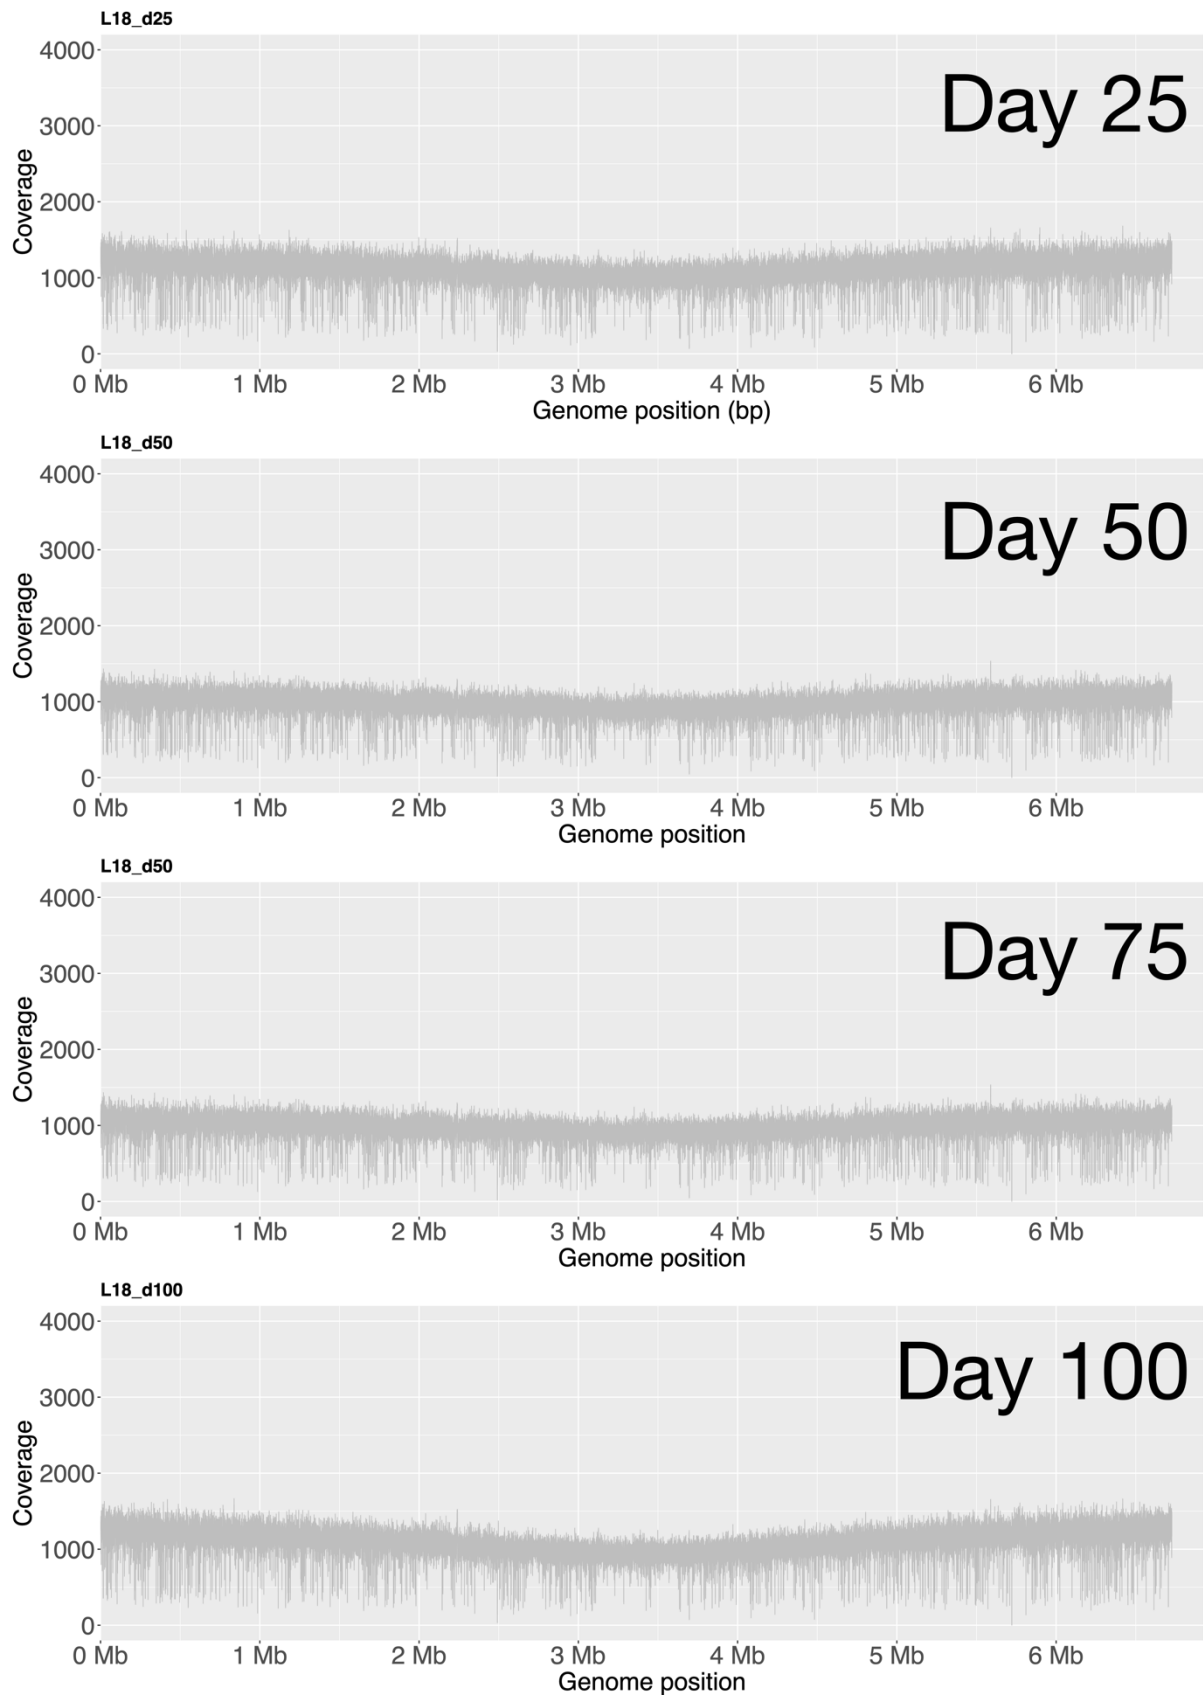 L18_d25
Day 25
4000
3000
2000
1000
0
Coverage
0 Mb 1 Mb 2 Mb 3 Mb 4 Mb 5 Mb 6 Mb
Genome position (bp)
L18_d50
Day 50
4000
3000
2000
1000
0
Coverage
0 Mb 1 Mb 2 Mb 3 Mb 4 Mb 5 Mb 6 Mb
Genome position
L18_d50
Day 75
4000
3000
2000
1000
0
Coverage
0 Mb 1 Mb 2 Mb 3 Mb 4 Mb 5 Mb 6 Mb
Genome position
L18_d100
Day 100
4000
3000
2000
1000
0
Coverage
0 Mb 1 Mb 2 Mb 3 Mb 4 Mb 5 Mb 6 Mb
Genome position